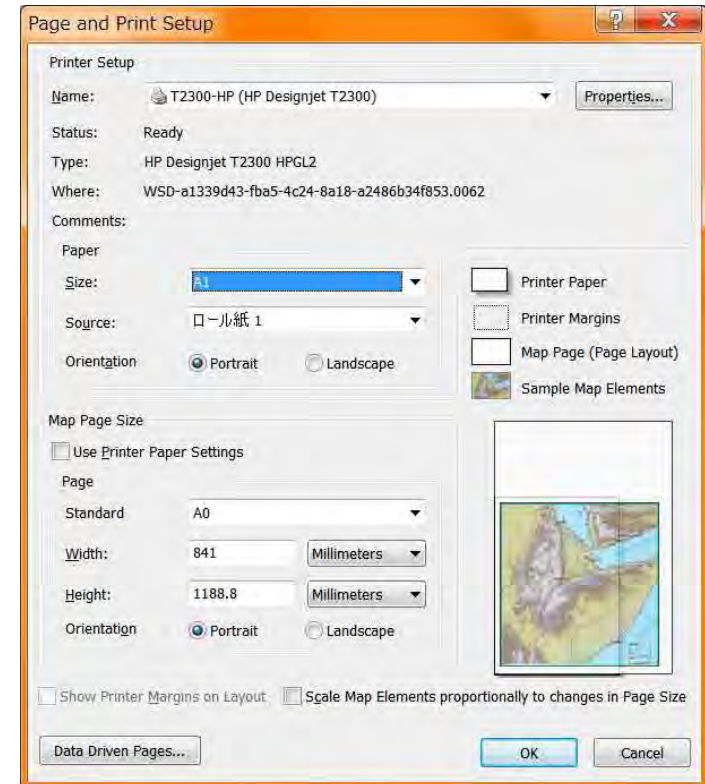 Page and Print Setup
Printer Setup
Name: T2300-HP (HP Designjet T2300) Properties...
Status: Ready
Type: HP Designjet T2300 HPGL2
Where: WSD-a1339d43-fba5-4c24-8a18-a2486b34f853.0062
Comments:
Paper
Size: A1
Source: ロール紙 1
Orientation Portrait Landscape
Printer Paper
Printer Margins
Map Page (Page Layout)
Sample Map Elements
Map Page Size
Use Printer Paper Settings
Page
Standard A0
Width: 841 Millimeters
Height: 1188.8 Millimeters
Orientation Portrait Landscape
Show Printer Margins on Layout Scale Map Elements proportionally to changes in Page Size
Data Driven Pages... OK Cancel